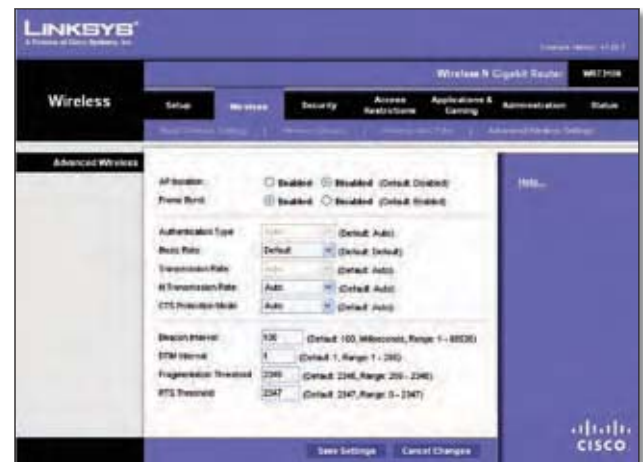 LINKSYS®
A Division of Cisco Systems, Inc.
Wireless-N Gigabit Router
Wireless
Setup Wireless Security Access Restrictions Applications & Gaming Administration Status
Advanced Wireless Settings
Advanced Wireless
AP Isolation: Enabled Disabled (Default: Disabled)
Frame Burst: Enabled Disabled (Default: Enabled)
Help...
Authentication Type: Auto (Default: Auto)
Basic Rate: Default (Default: Default)
Transmission Rate: Auto (Default: Auto)
N Transmission Rate: Auto (Default: Auto)
CTS Protection Mode: Auto (Default: Auto)
Beacon Interval: 100 (Default: 100, Milliseconds, Range: 1 - 65535)
DTIM Interval: 1 (Default: 1, Range: 1 - 255)
Fragmentation Threshold: 2346 (Default: 2346, Range: 256 - 2346)
RTS Threshold: 2347 (Default: 2347, Range: 0 - 2347)
Save Settings Cancel Changes
CISCO